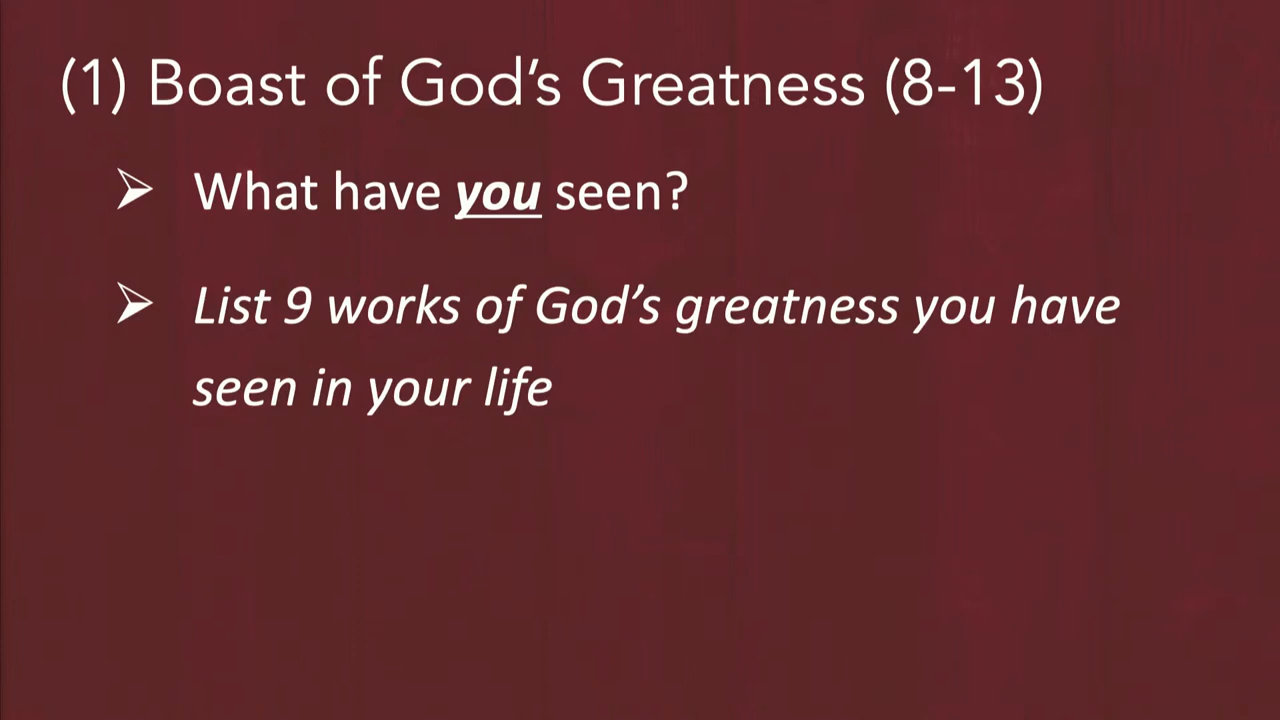 (1) Boast of God’s Greatness (8-13)
➢ What have you seen?
➢ List 9 works of God’s greatness you have
seen in your life